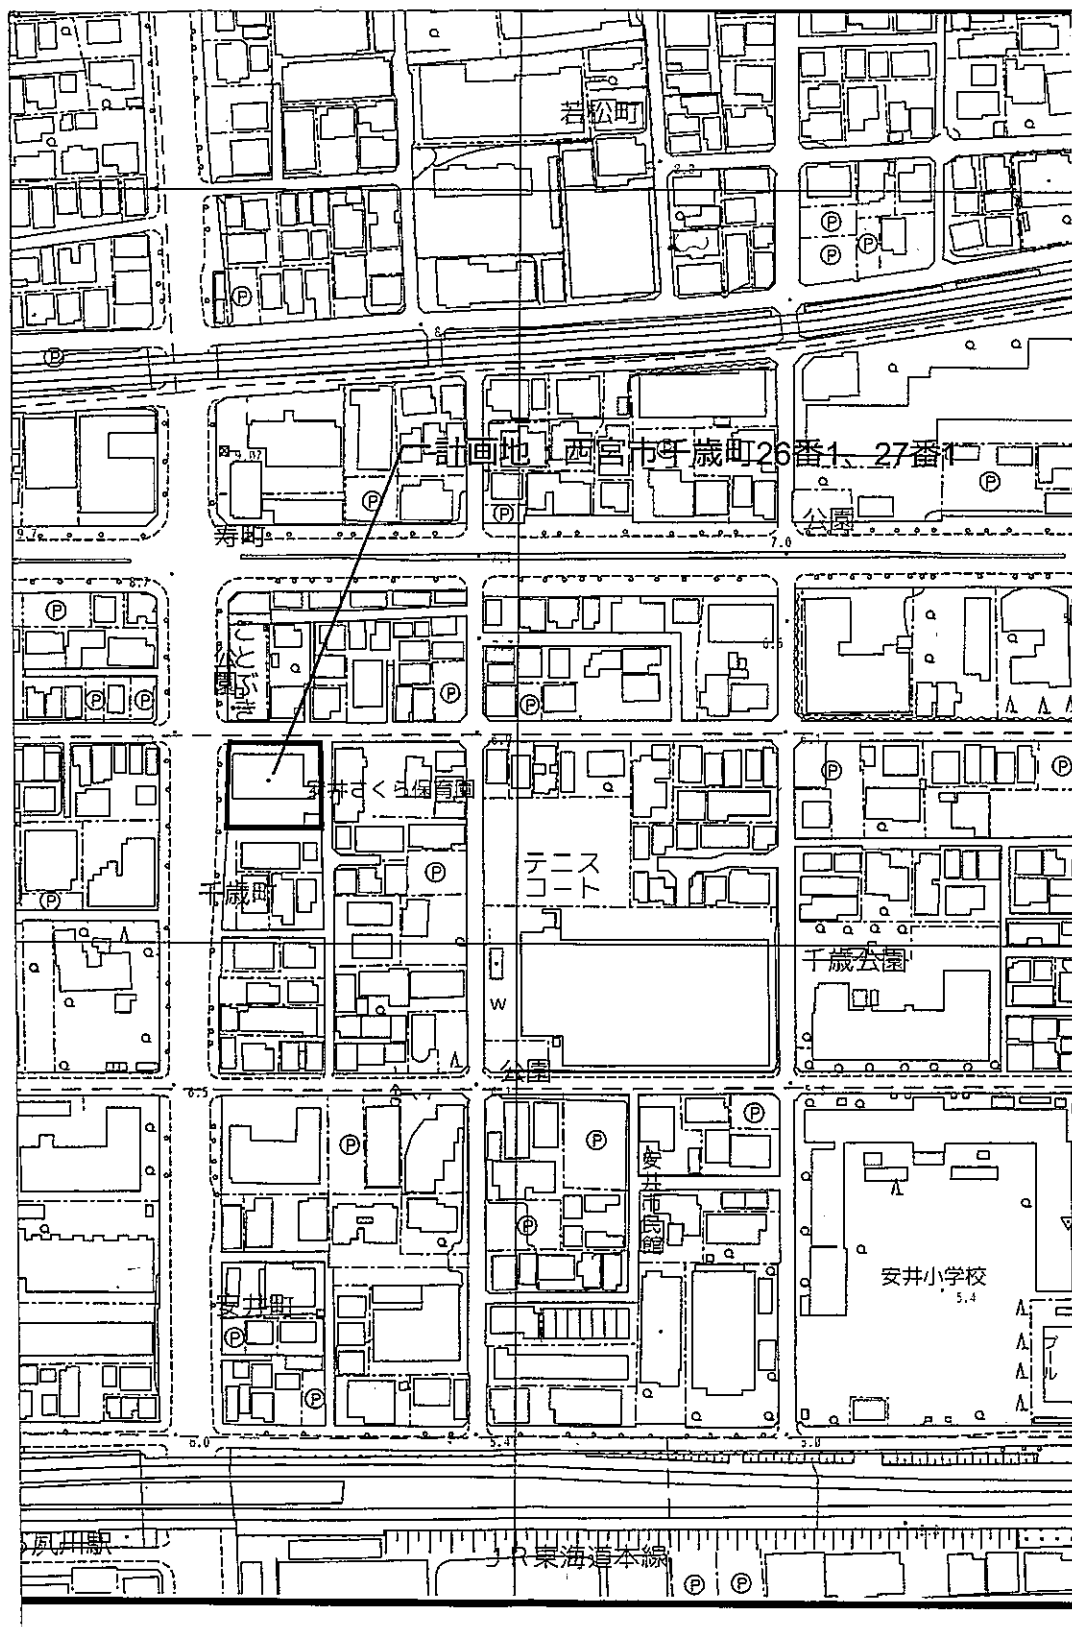 若松町
計画地 西宮市千歳町26番1、27番1
公園
寿町
7.0
8.7
ことぶき
公園
安井さくら保育園
テニス
コート
千歳町
千歳公園
W
公園
6.5
安井市民館
安井小学校
5.4
安井町
プール
6.0
5.4
5.0
夙川駅
JR東海道本線